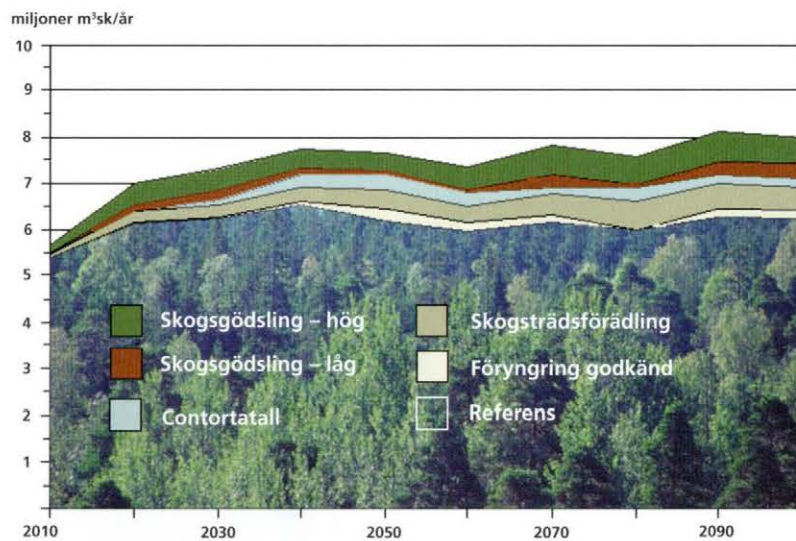 miljoner m³sk/år
10
9
8
7
6
5
4
3
2
1
Skogsgödsling – hög
Skogsträdsförädling
Skogsgödsling – låg
Föryngring godkänd
Contortatall
Referens
2010 2030 2050 2070 2090